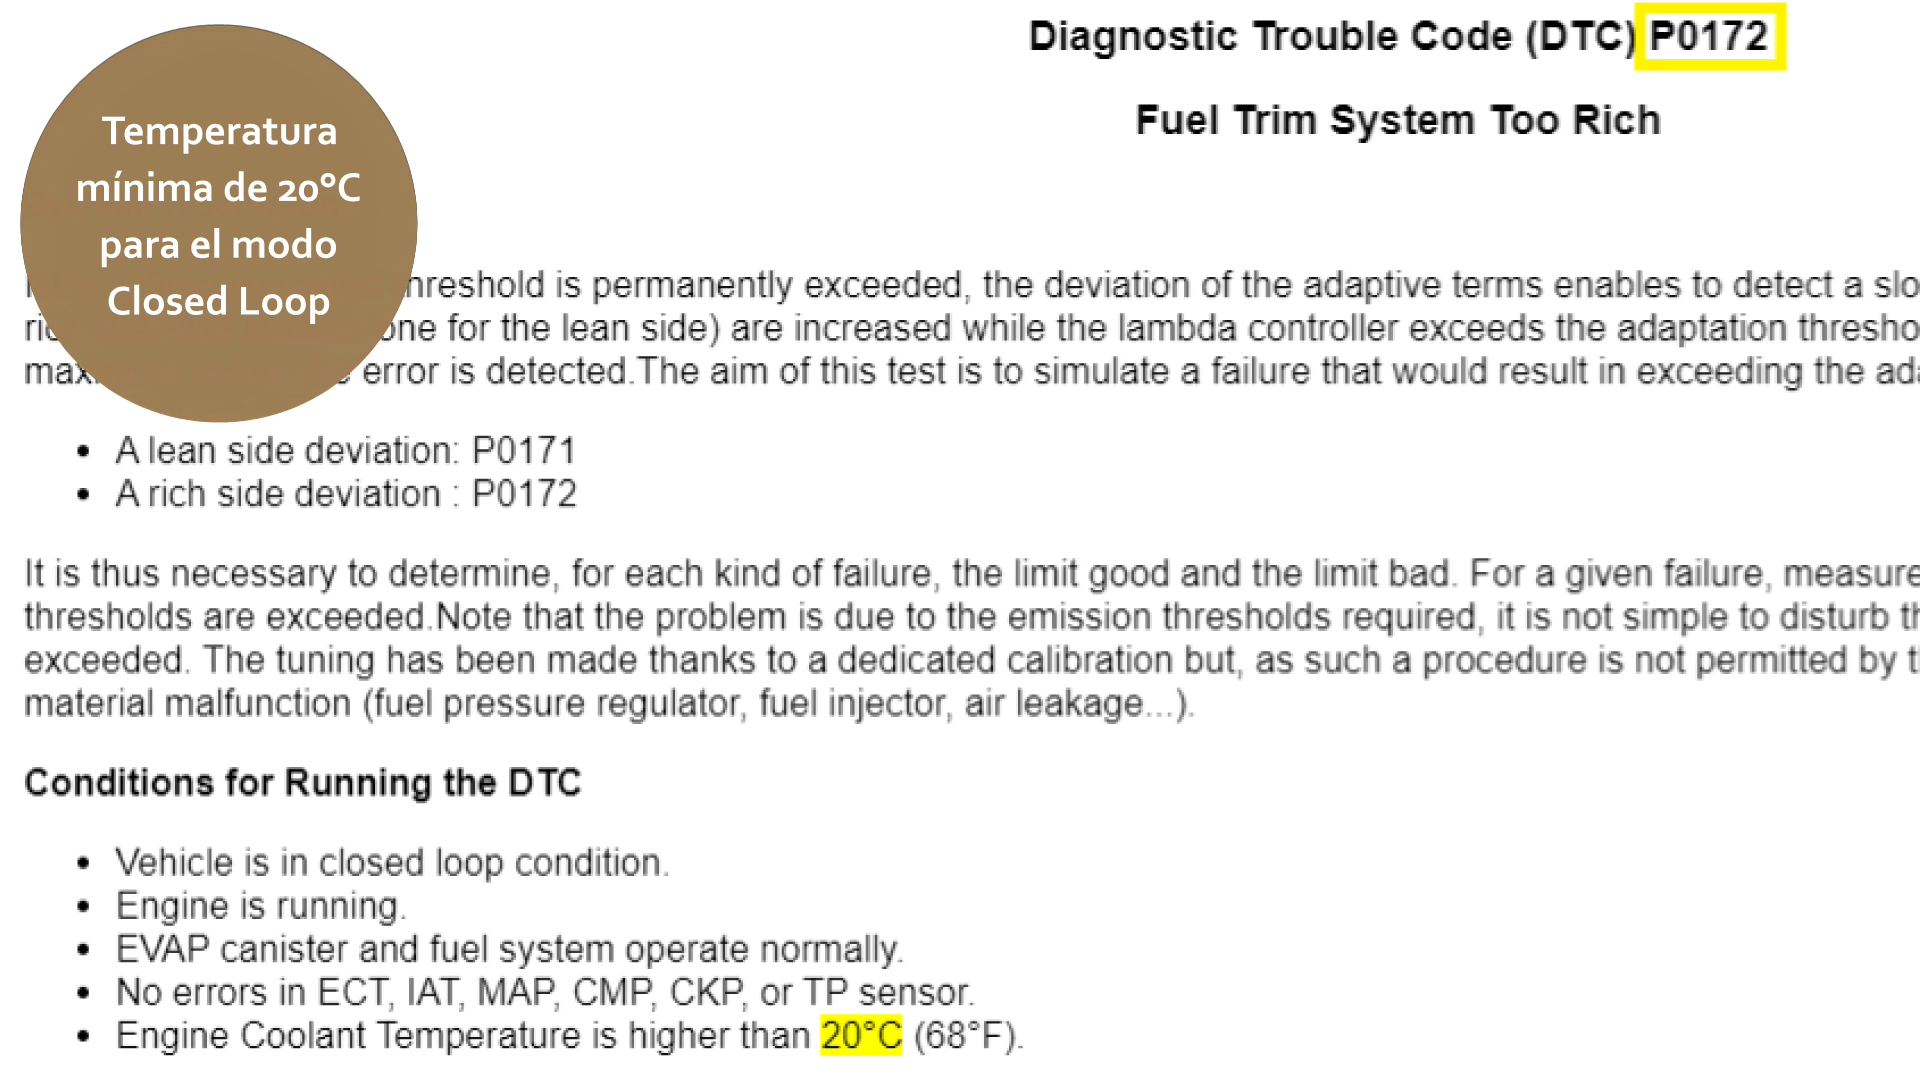 Diagnostic Trouble Code (DTC) P0172
Fuel Trim System Too Rich
Temperatura
mínima de 20°C
para el modo
Closed Loop
is permanently exceeded, the deviation of the adaptive terms enables to detect a
for the lean side) are increased while the lambda controller exceeds the adaptation
error is detected.The aim of this test is to simulate a failure that would result in exceeding the
• A lean side deviation: P0171
• A rich side deviation : P0172
It is thus necessary to determine, for each kind of failure, the limit good and the limit bad. For a given failure, measure
thresholds are exceeded.Note that the problem is due to the emission thresholds required, it is not simple to disturb
exceeded. The tuning has been made thanks to a dedicated calibration but, as such a procedure is not permitted by
material malfunction (fuel pressure regulator, fuel injector, air leakage...).
Conditions for Running the DTC
• Vehicle is in closed loop condition.
• Engine is running.
• EVAP canister and fuel system operate normally.
• No errors in ECT, IAT, MAP, CMP, CKP, or TP sensor.
• Engine Coolant Temperature is higher than 20°C (68°F).